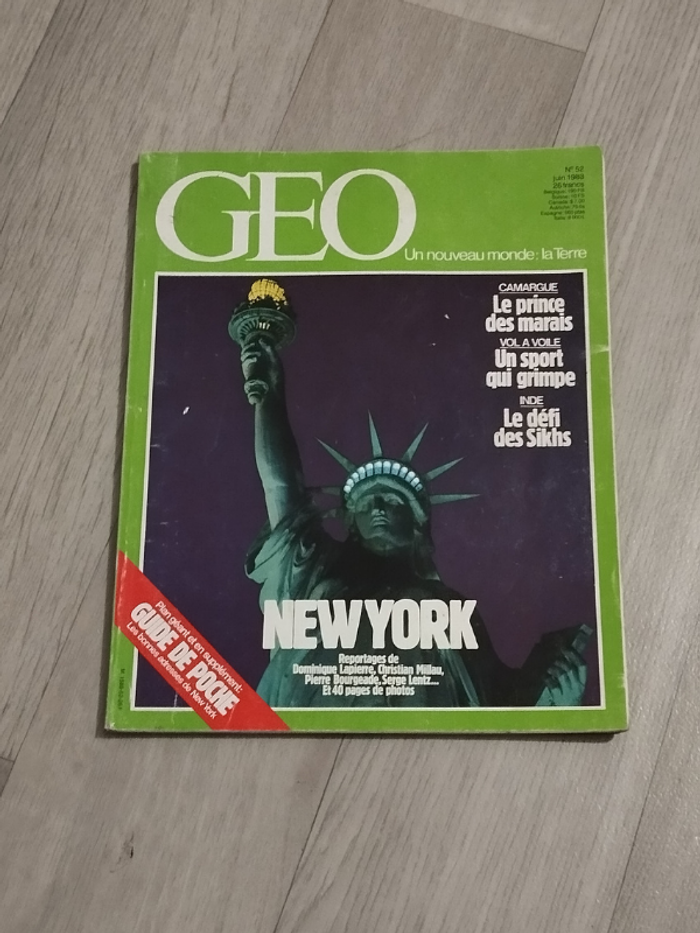 GEO
Un nouveau monde: la Terre
N° 52
juin 1983
25 francs
CAMARGUE
Le prince
des marais
VOL A VOILE
Un sport
qui grimpe
INDE
Le défi
des Sikhs
NEW YORK
Reportages de
Dominique Lapierre, Christian Millau,
Pierre Bourgeade, Serge Lentz...
Et 40 pages de photos
Plan géant et en supplément:
GUIDE DE POCHE
Les bonnes adresses de New York